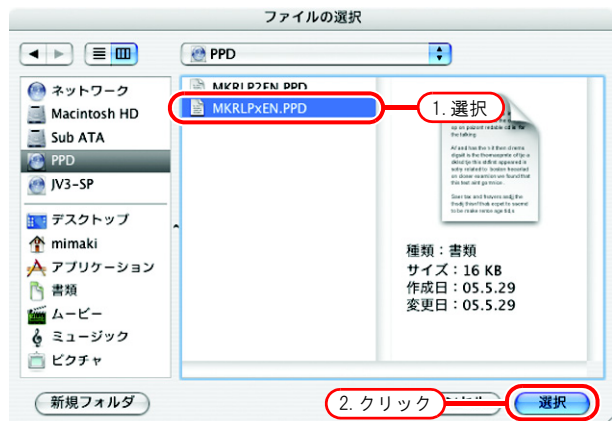 ファイルの選択
PPD
ネットワーク
Macintosh HD
Sub ATA
PPD
JV3-SP
デスクトップ
mimaki
アプリケーション
書類
ムービー
ミュージック
ピクチャ
MKRLP2EN.PPD
MKRLPxEN.PPD
1. 選択
種類：書類
サイズ：16 KB
作成日：05.5.29
変更日：05.5.29
新規フォルダ
2. クリック
選択